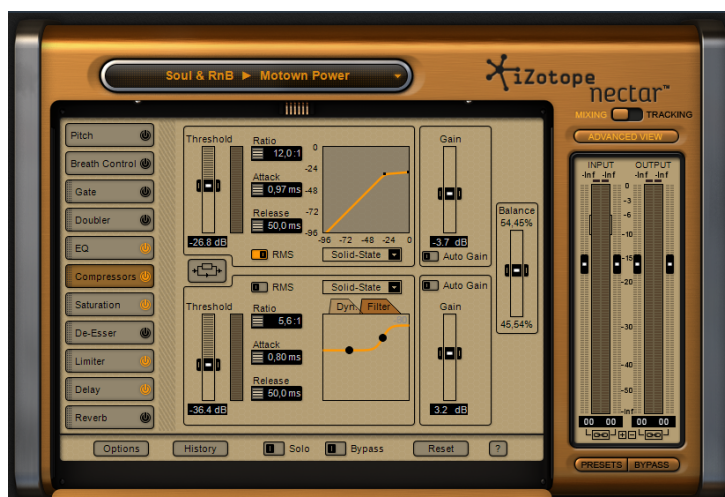 Soul & RnB ► Motown Power
iZotope
nectar™
MIXING TRACKING
ADVANCED VIEW
Pitch
Breath Control
Gate
Doubler
EQ
Compressors
Saturation
De-Esser
Limiter
Delay
Reverb
Threshold
-26.8 dB
Ratio
12,0:1
Attack
0,97 ms
Release
50,0 ms
0
-24
-48
-72
-96
-96 -72 -48 -24 0
RMS
Solid-State
Gain
-3.7 dB
Auto Gain
Balance
54,45%
45,54%
RMS
Solid-State
Auto Gain
Threshold
-36.4 dB
Ratio
5,6:1
Attack
0,80 ms
Release
50,0 ms
Dyn.
Filter
Gain
3.2 dB
INPUT OUTPUT
-Inf -Inf -Inf -Inf
0
-3
-6
-10
-15
-20
-30
-40
-50
-Inf
00 00 00 00
Options
History
Solo
Bypass
Reset
?
PRESETS BYPASS